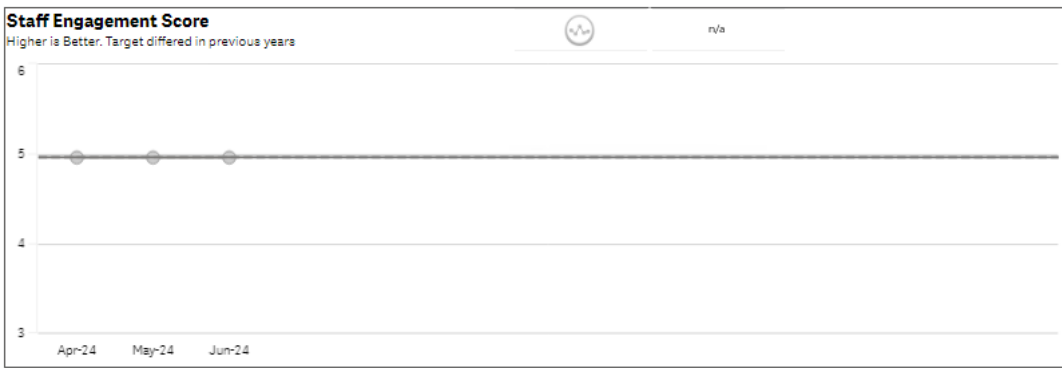 Staff Engagement Score
Higher is Better. Target differed in previous years
n/a
6
5
4
3
Apr-24 May-24 Jun-24